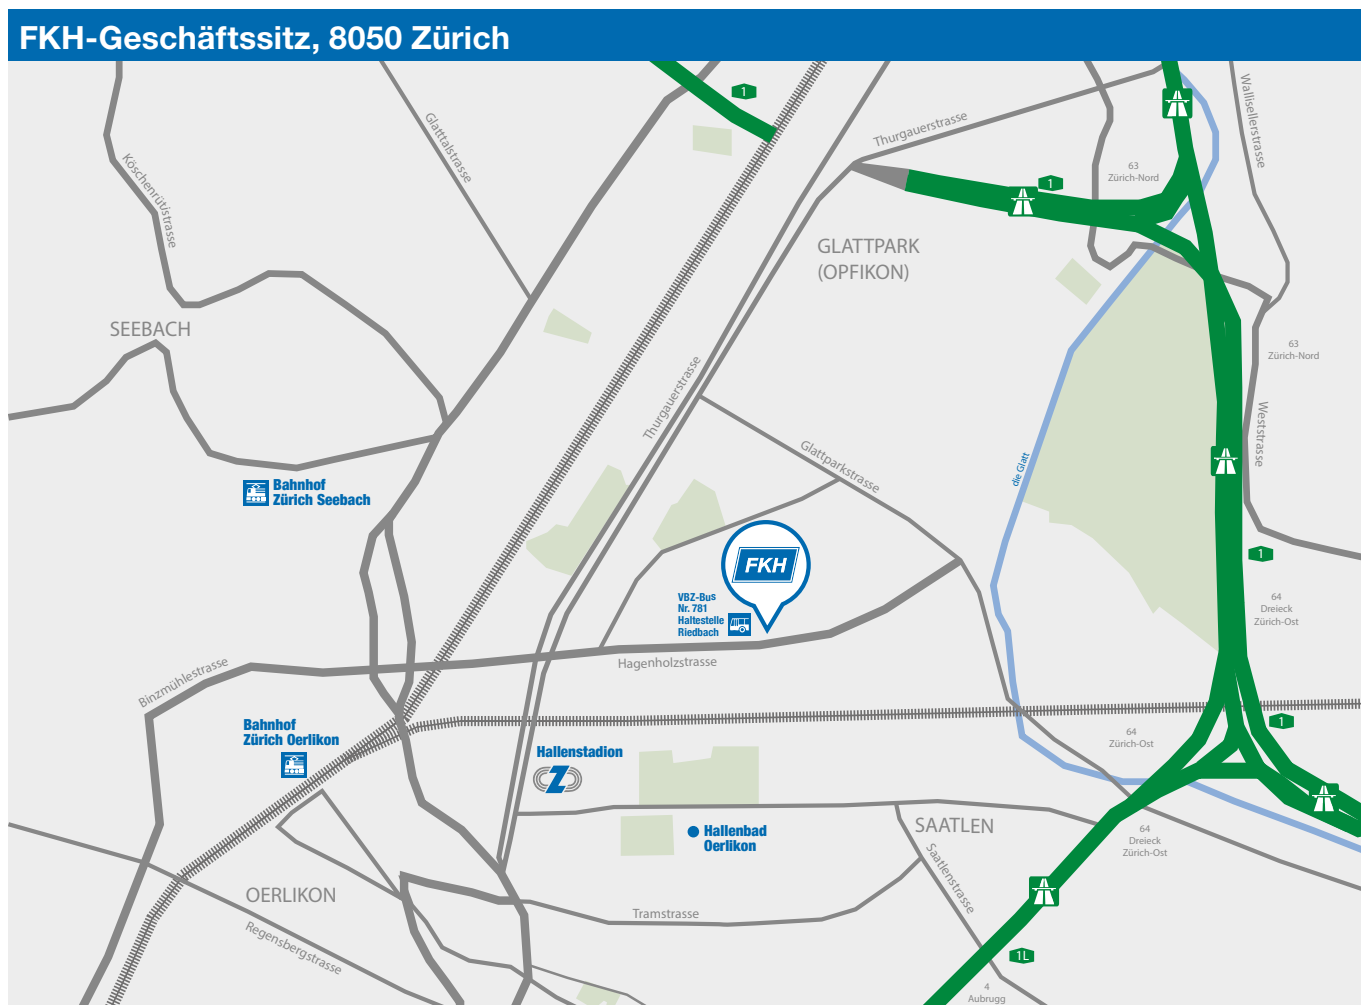 FKH-Geschäftssitz, 8050 Zürich
1
Glatttalstrasse
Thurgauerstrasse
Wallisellerstrasse
Köschenrütistrasse
63
Zürich-Nord
1
GLATTPARK
(OPFIKON)
SEEBACH
63
Zürich-Nord
Thurgauerstrasse
Weststrasse
Glattparkstrasse
die Glatt
Bahnhof
Zürich Seebach
FKH
1
VBZ-Bus
Nr. 781
Haltestelle
Riedbach
64
Dreieck
Zürich-Ost
Hagenholzstrasse
Binzmühlestrasse
Bahnhof
Zürich Oerlikon
1
64
Zürich-Ost
Hallenstadion
Z
Hallenbad
Oerlikon
SAATLEN
64
Dreieck
Zürich-Ost
Saatlenstrasse
OERLIKON
Tramstrasse
Regensbergstrasse
1L
4
Aubrugg